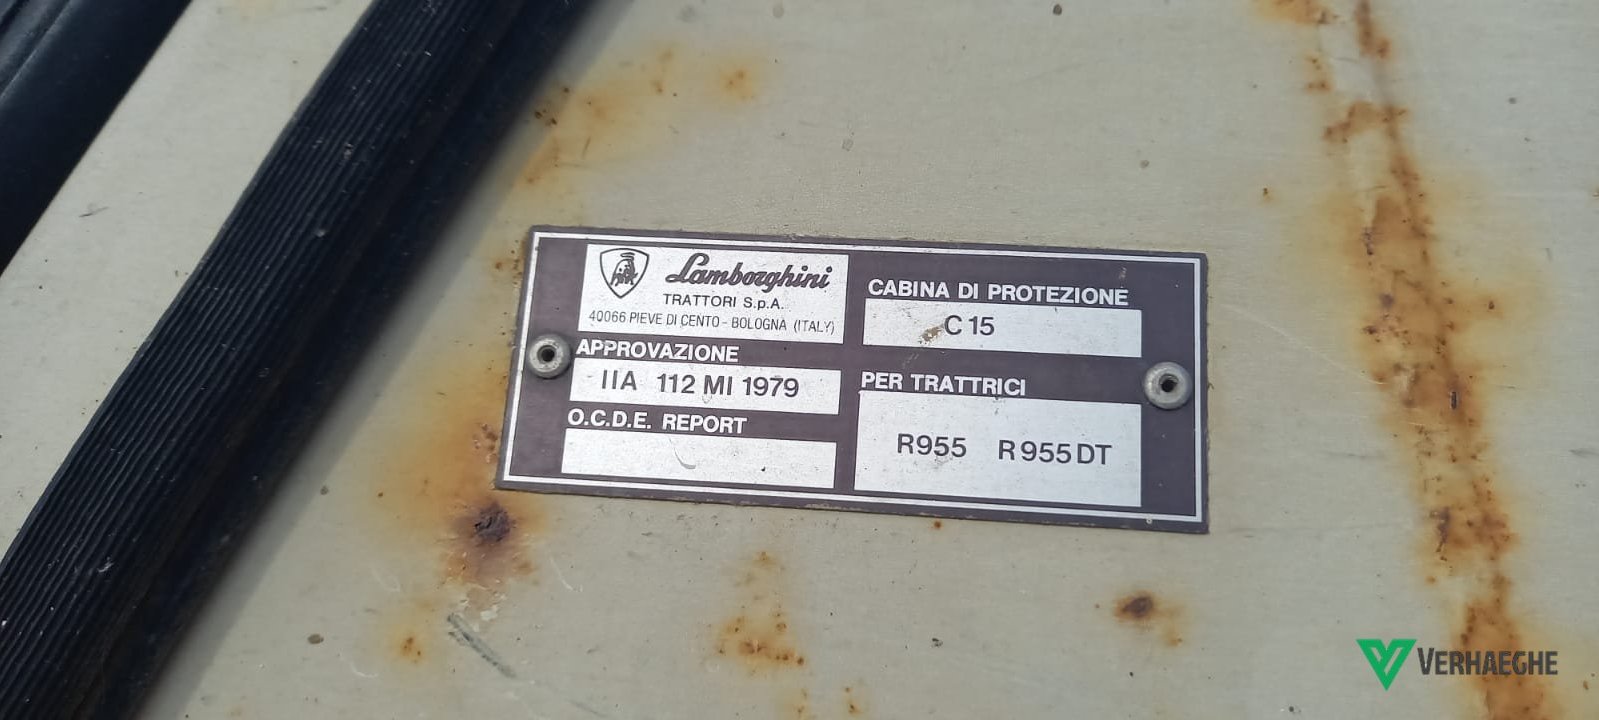 Lamborghini
TRATTORI S.p.A.
40066 PIEVE DI CENTO - BOLOGNA (ITALY)
APPROVAZIONE
IIA 112 MI 1979
O.C.D.E. REPORT
CABINA DI PROTEZIONE
C 15
PER TRATTRICI
R955 R955DT
VERHAEGHE